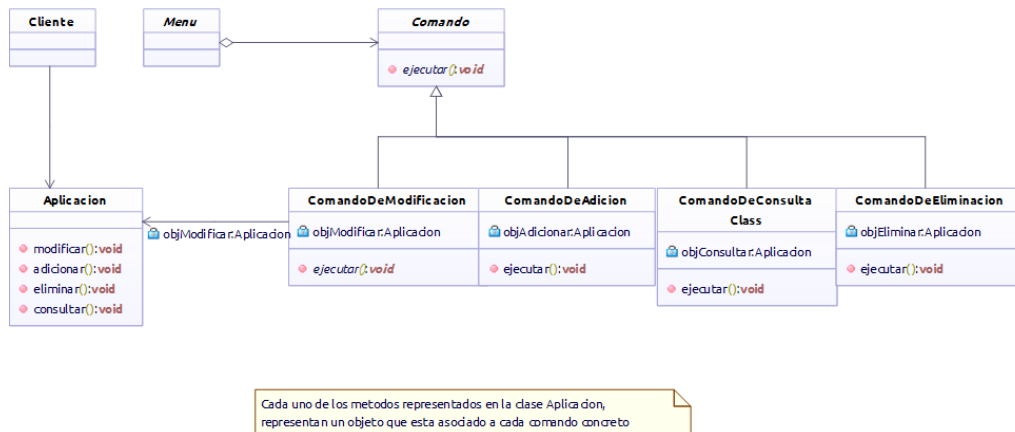 Cliente
Menu
Comando
ejecutar():void
Aplicacion
modificar():void
adicionar():void
eliminar():void
consultar():void
objModificar:Aplicacion
ComandoDeModificacion
objModificar:Aplicacion
ejecutar():void
ComandoDeAdicion
objAdicionar:Aplicacion
ejecutar():void
ComandoDeConsulta
Class
objConsultar:Aplicacion
ejecutar():void
ComandoDeEliminacion
objEliminar:Aplicacion
ejecutar():void
Cada uno de los metodos representados en la clase Aplicacion,
representan un objeto que esta asociado a cada comando concreto